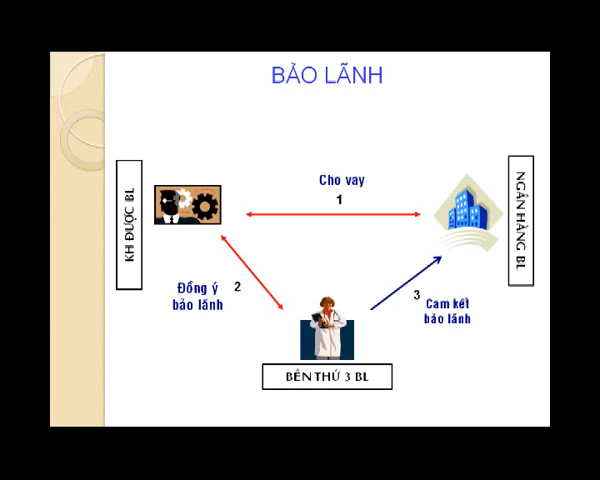 BẢO LÃNH
Cho vay
1
KH ĐƯỢC BL
NGÂN HÀNG BL
Đồng ý
bảo lãnh
2
3
Cam kết
bảo lãnh
BÊN THỨ 3 BL